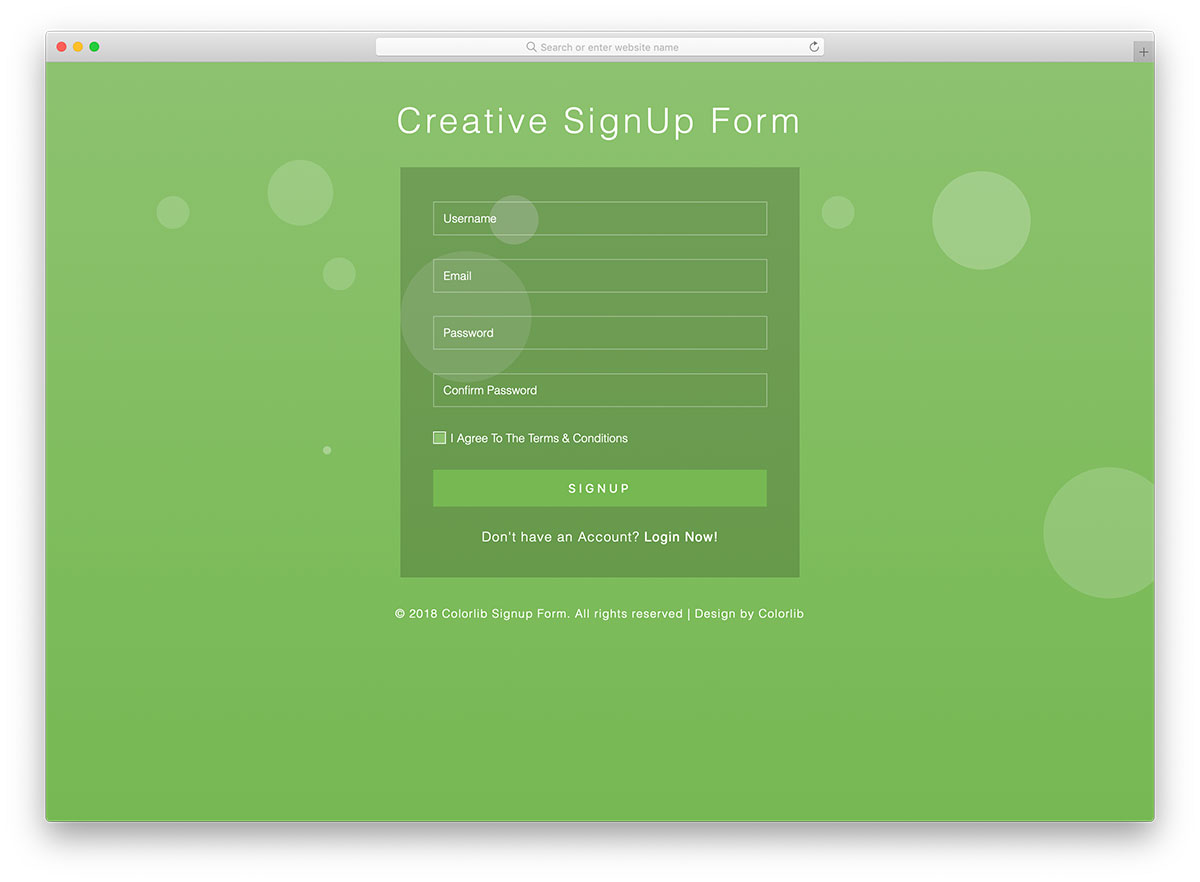 Search or enter website name
Creative SignUp Form
Username
Email
Password
Confirm Password
I Agree To The Terms & Conditions
SIGNUP
Don't have an Account? Login Now!
© 2018 Colorlib Signup Form. All rights reserved | Design by Colorlib